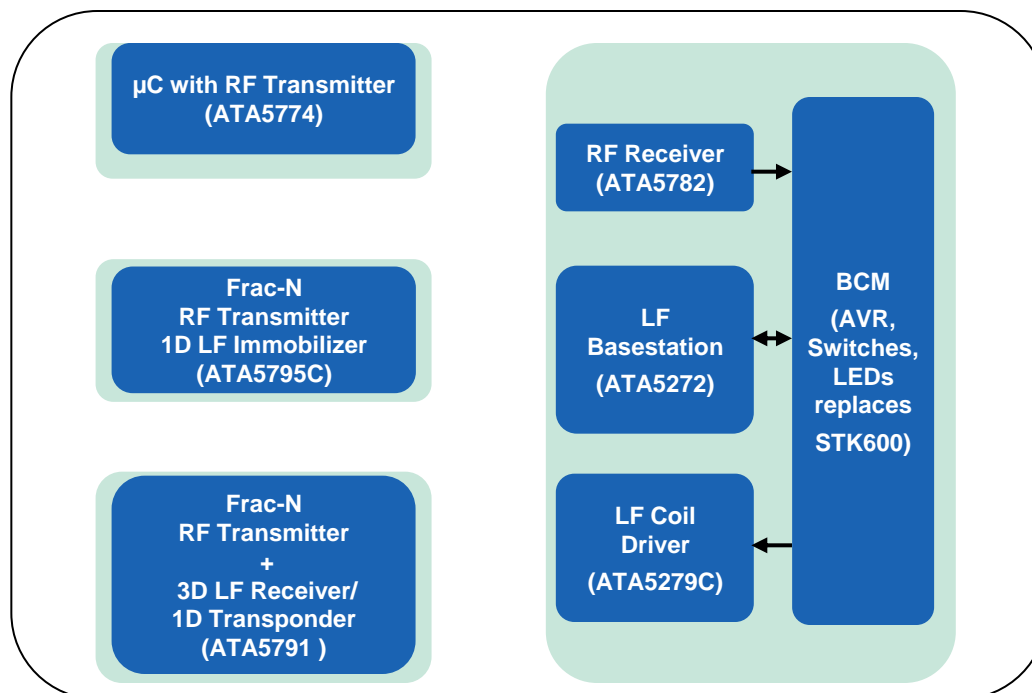 µC with RF Transmitter
(ATA5774)
Frac-N
RF Transmitter
1D LF Immobilizer
(ATA5795C)
Frac-N
RF Transmitter
+
3D LF Receiver/
1D Transponder
(ATA5791 )
RF Receiver
(ATA5782)
LF
Basestation
(ATA5272)
LF Coil
Driver
(ATA5279C)
BCM
(AVR,
Switches,
LEDs
replaces
STK600)